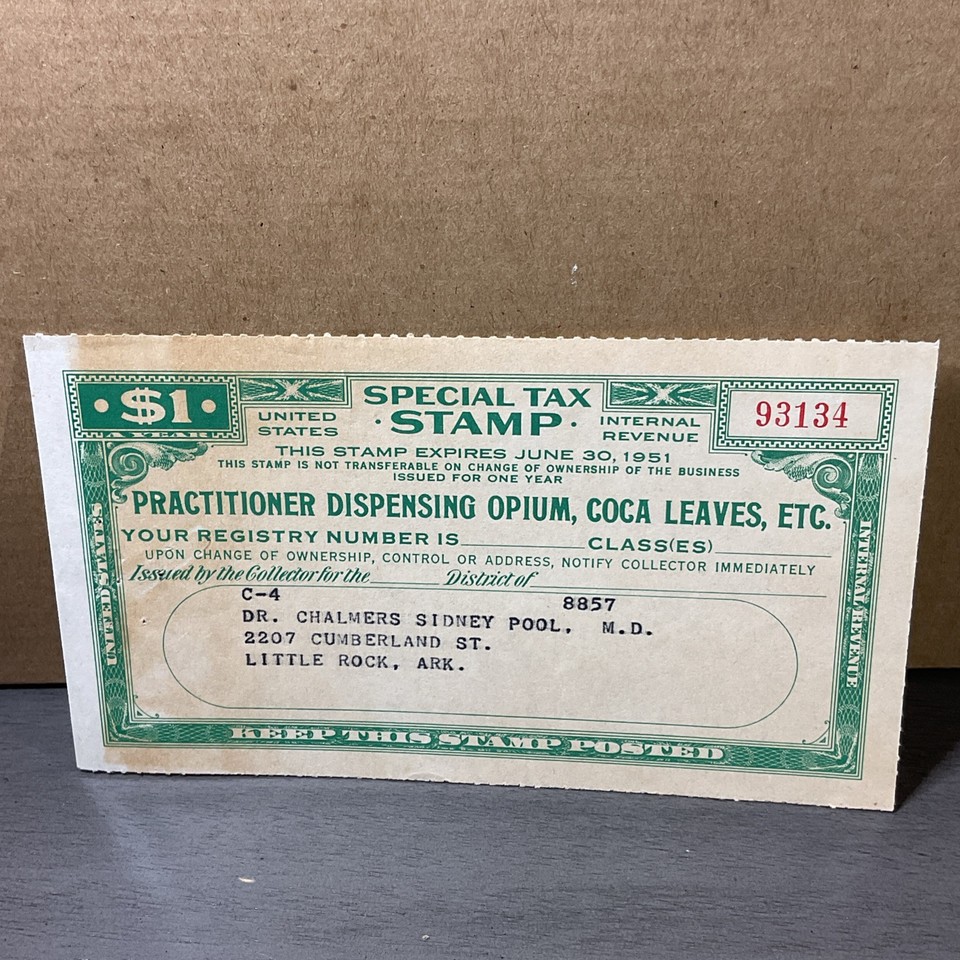 $1
A YEAR
UNITED STATES
SPECIAL TAX
STAMP
INTERNAL REVENUE
93134
THIS STAMP EXPIRES JUNE 30, 1951
THIS STAMP IS NOT TRANSFERABLE ON CHANGE OF OWNERSHIP OF THE BUSINESS
ISSUED FOR ONE YEAR
PRACTITIONER DISPENSING OPIUM, COCA LEAVES, ETC.
YOUR REGISTRY NUMBER IS CLASS(ES)
UPON CHANGE OF OWNERSHIP, CONTROL OR ADDRESS, NOTIFY COLLECTOR IMMEDIATELY
Issued by the Collector for the District of
C-4 8857
DR. CHALMERS SIDNEY POOL, M.D.
2207 CUMBERLAND ST.
LITTLE ROCK, ARK.
UNITED STATES
INTERNAL REVENUE
KEEP THIS STAMP POSTED